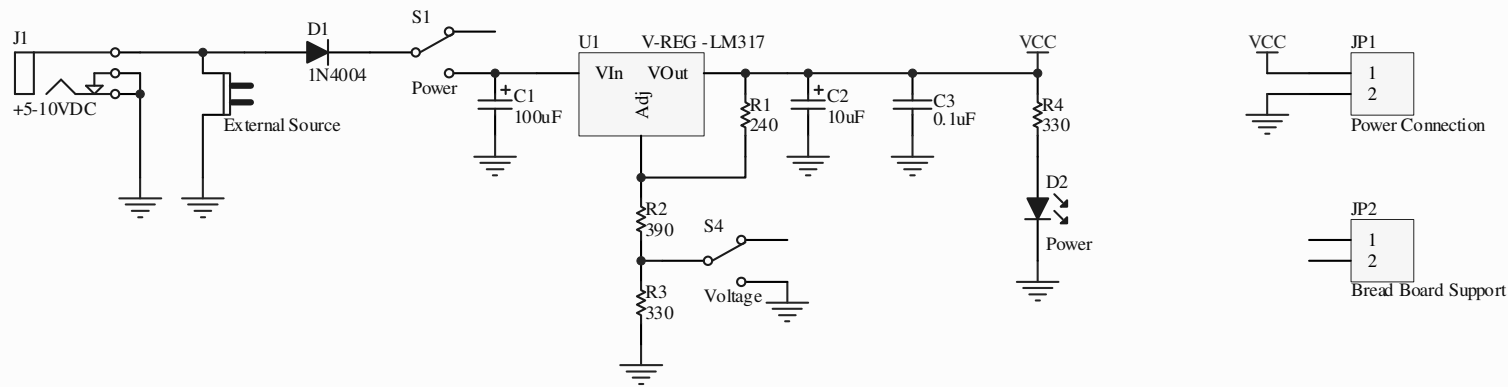 J1
+5-10VDC
External Source
D1
1N4004
S1
Power
C1
100uF
U1
V-REG - LM317
VIn
VOut
Adj
R1
240
C2
10uF
C3
0.1uF
VCC
R4
330
D2
Power
R2
390
S4
Voltage
R3
330
VCC
JP1
1
2
Power Connection
JP2
1
2
Bread Board Support